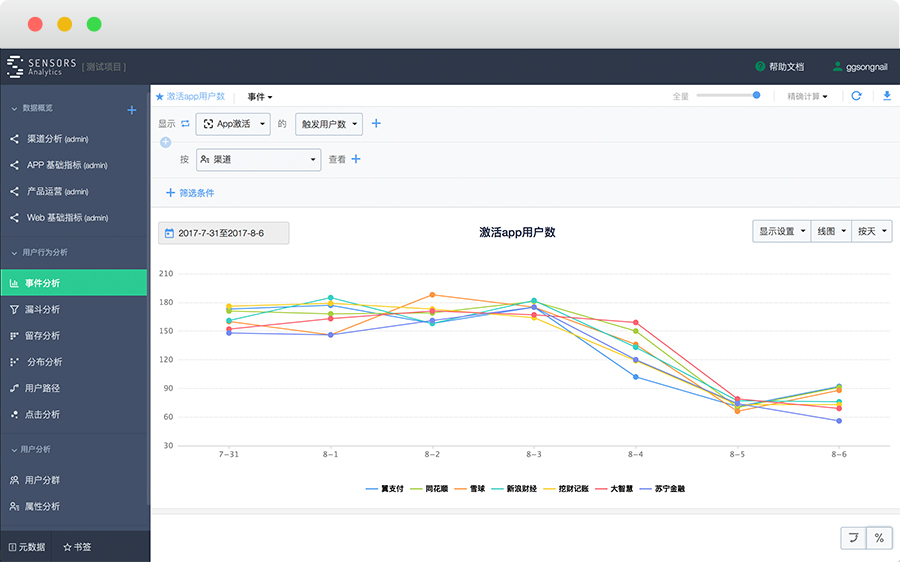 SENSORS
Analytics
[测试项目]
帮助文档
ggsongnail
数据概览
渠道分析 (admin)
APP 基础指标 (admin)
产品运营 (admin)
Web 基础指标 (admin)
用户行为分析
事件分析
漏斗分析
留存分析
分布分析
用户路径
点击分析
用户分析
用户分群
属性分析
元数据
书签
激活app用户数
事件
全量
精确计算
显示
App激活
的
触发用户数
按
渠道
查看
筛选条件
2017-7-31至2017-8-6
激活app用户数
显示设置
线图
按天
210
180
150
120
90
60
30
7-31
8-1
8-2
8-3
8-4
8-5
8-6
翼支付
同花顺
雪球
新浪财经
挖财记账
大智慧
苏宁金融
%